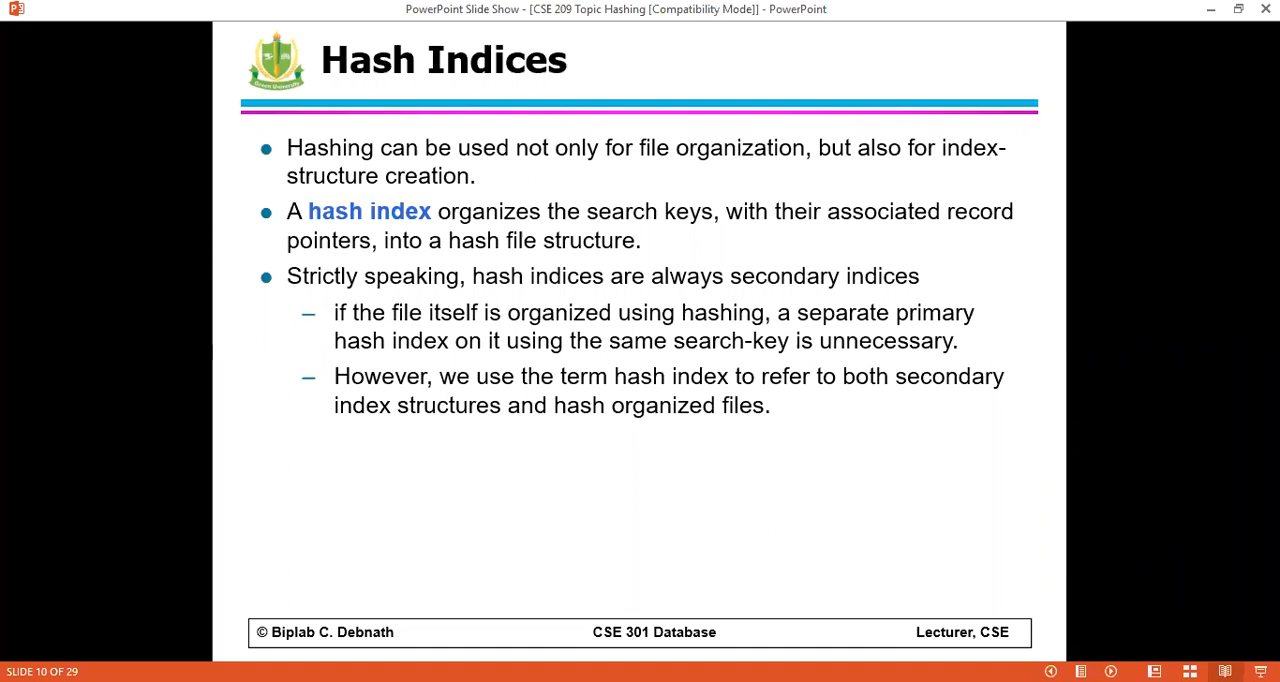 PowerPoint Slide Show - [CSE 209 Topic Hashing [Compatibility Mode]] - PowerPoint
Hash Indices
Hashing can be used not only for file organization, but also for index-
structure creation.
A hash index organizes the search keys, with their associated record
pointers, into a hash file structure.
Strictly speaking, hash indices are always secondary indices
– if the file itself is organized using hashing, a separate primary
hash index on it using the same search-key is unnecessary.
– However, we use the term hash index to refer to both secondary
index structures and hash organized files.
© Biplab C. Debnath CSE 301 Database Lecturer, CSE
SLIDE 10 OF 29